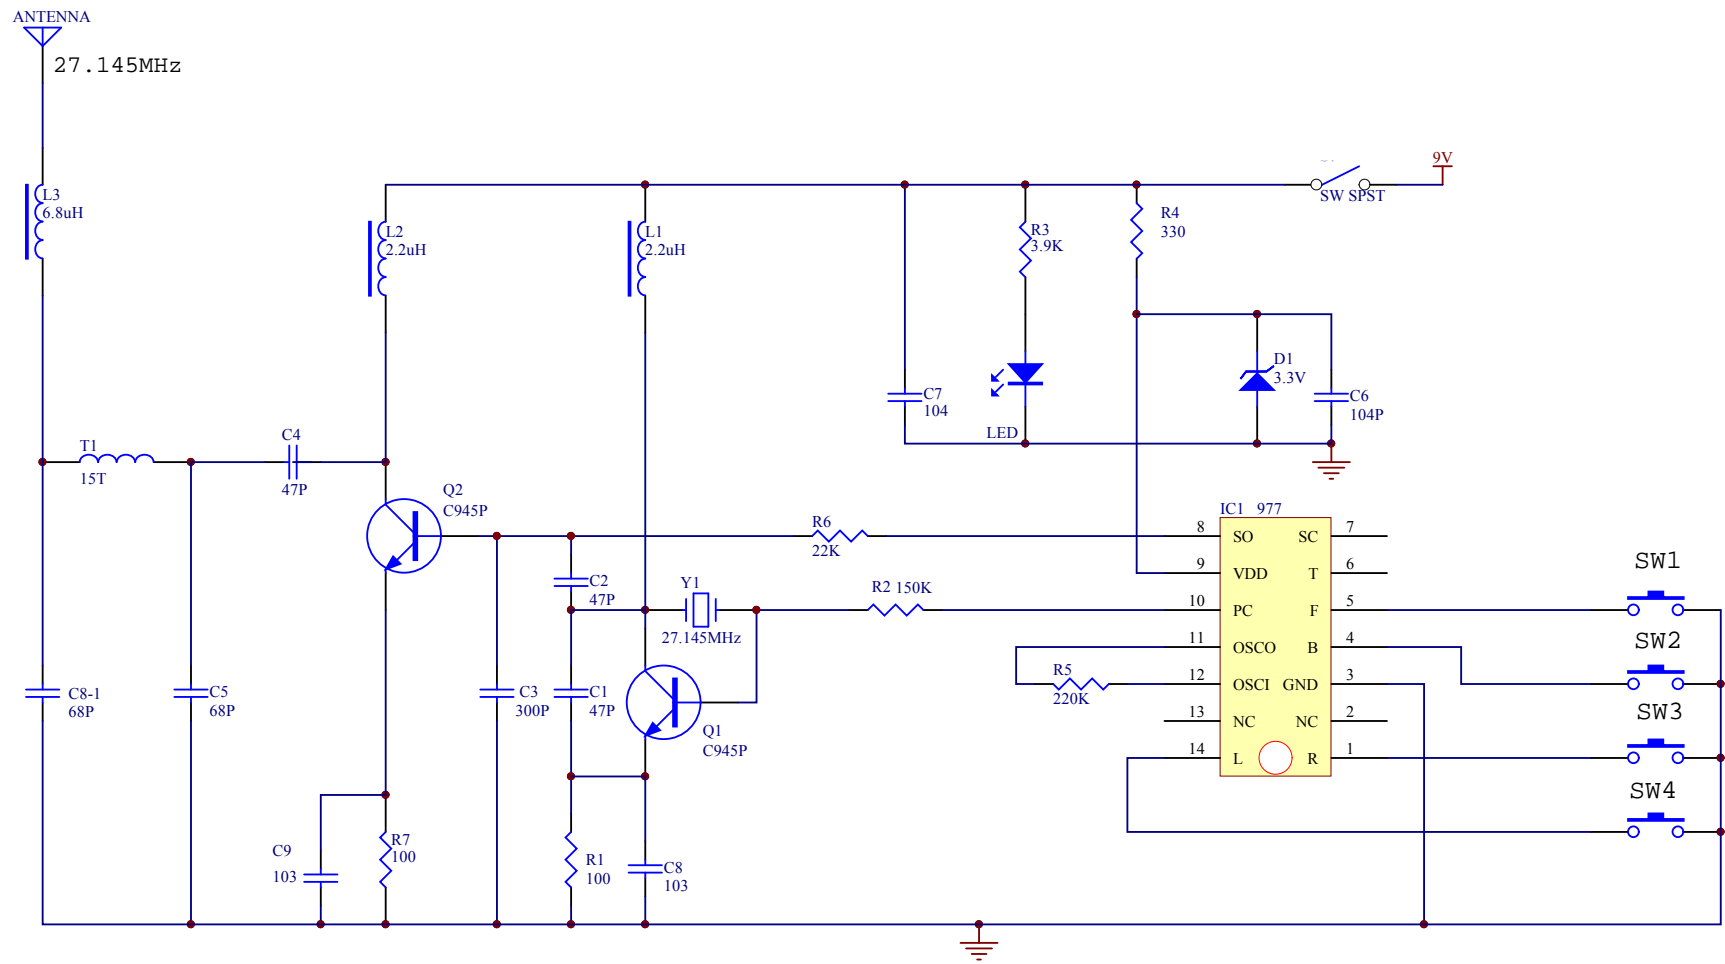 ANTENNA
27.145MHz
9V
SW SPST
L3
6.8uH
L2
2.2uH
L1
2.2uH
R3
3.9K
R4
330
D1
3.3V
C7
104
C6
104P
LED
T1
15T
C4
47P
Q2
C945P
R6
22K
IC1 977
8 SO SC 7
9 VDD T 6
10 PC F 5
11 OSCO B 4
12 OSCI GND 3
13 NC NC 2
14 L R 1
SW1
SW2
SW3
SW4
C2
47P
Y1
27.145MHz
R2 150K
R5
220K
C8-1
68P
C5
68P
C3
300P
C1
47P
Q1
C945P
C9
103
R7
100
R1
100
C8
103